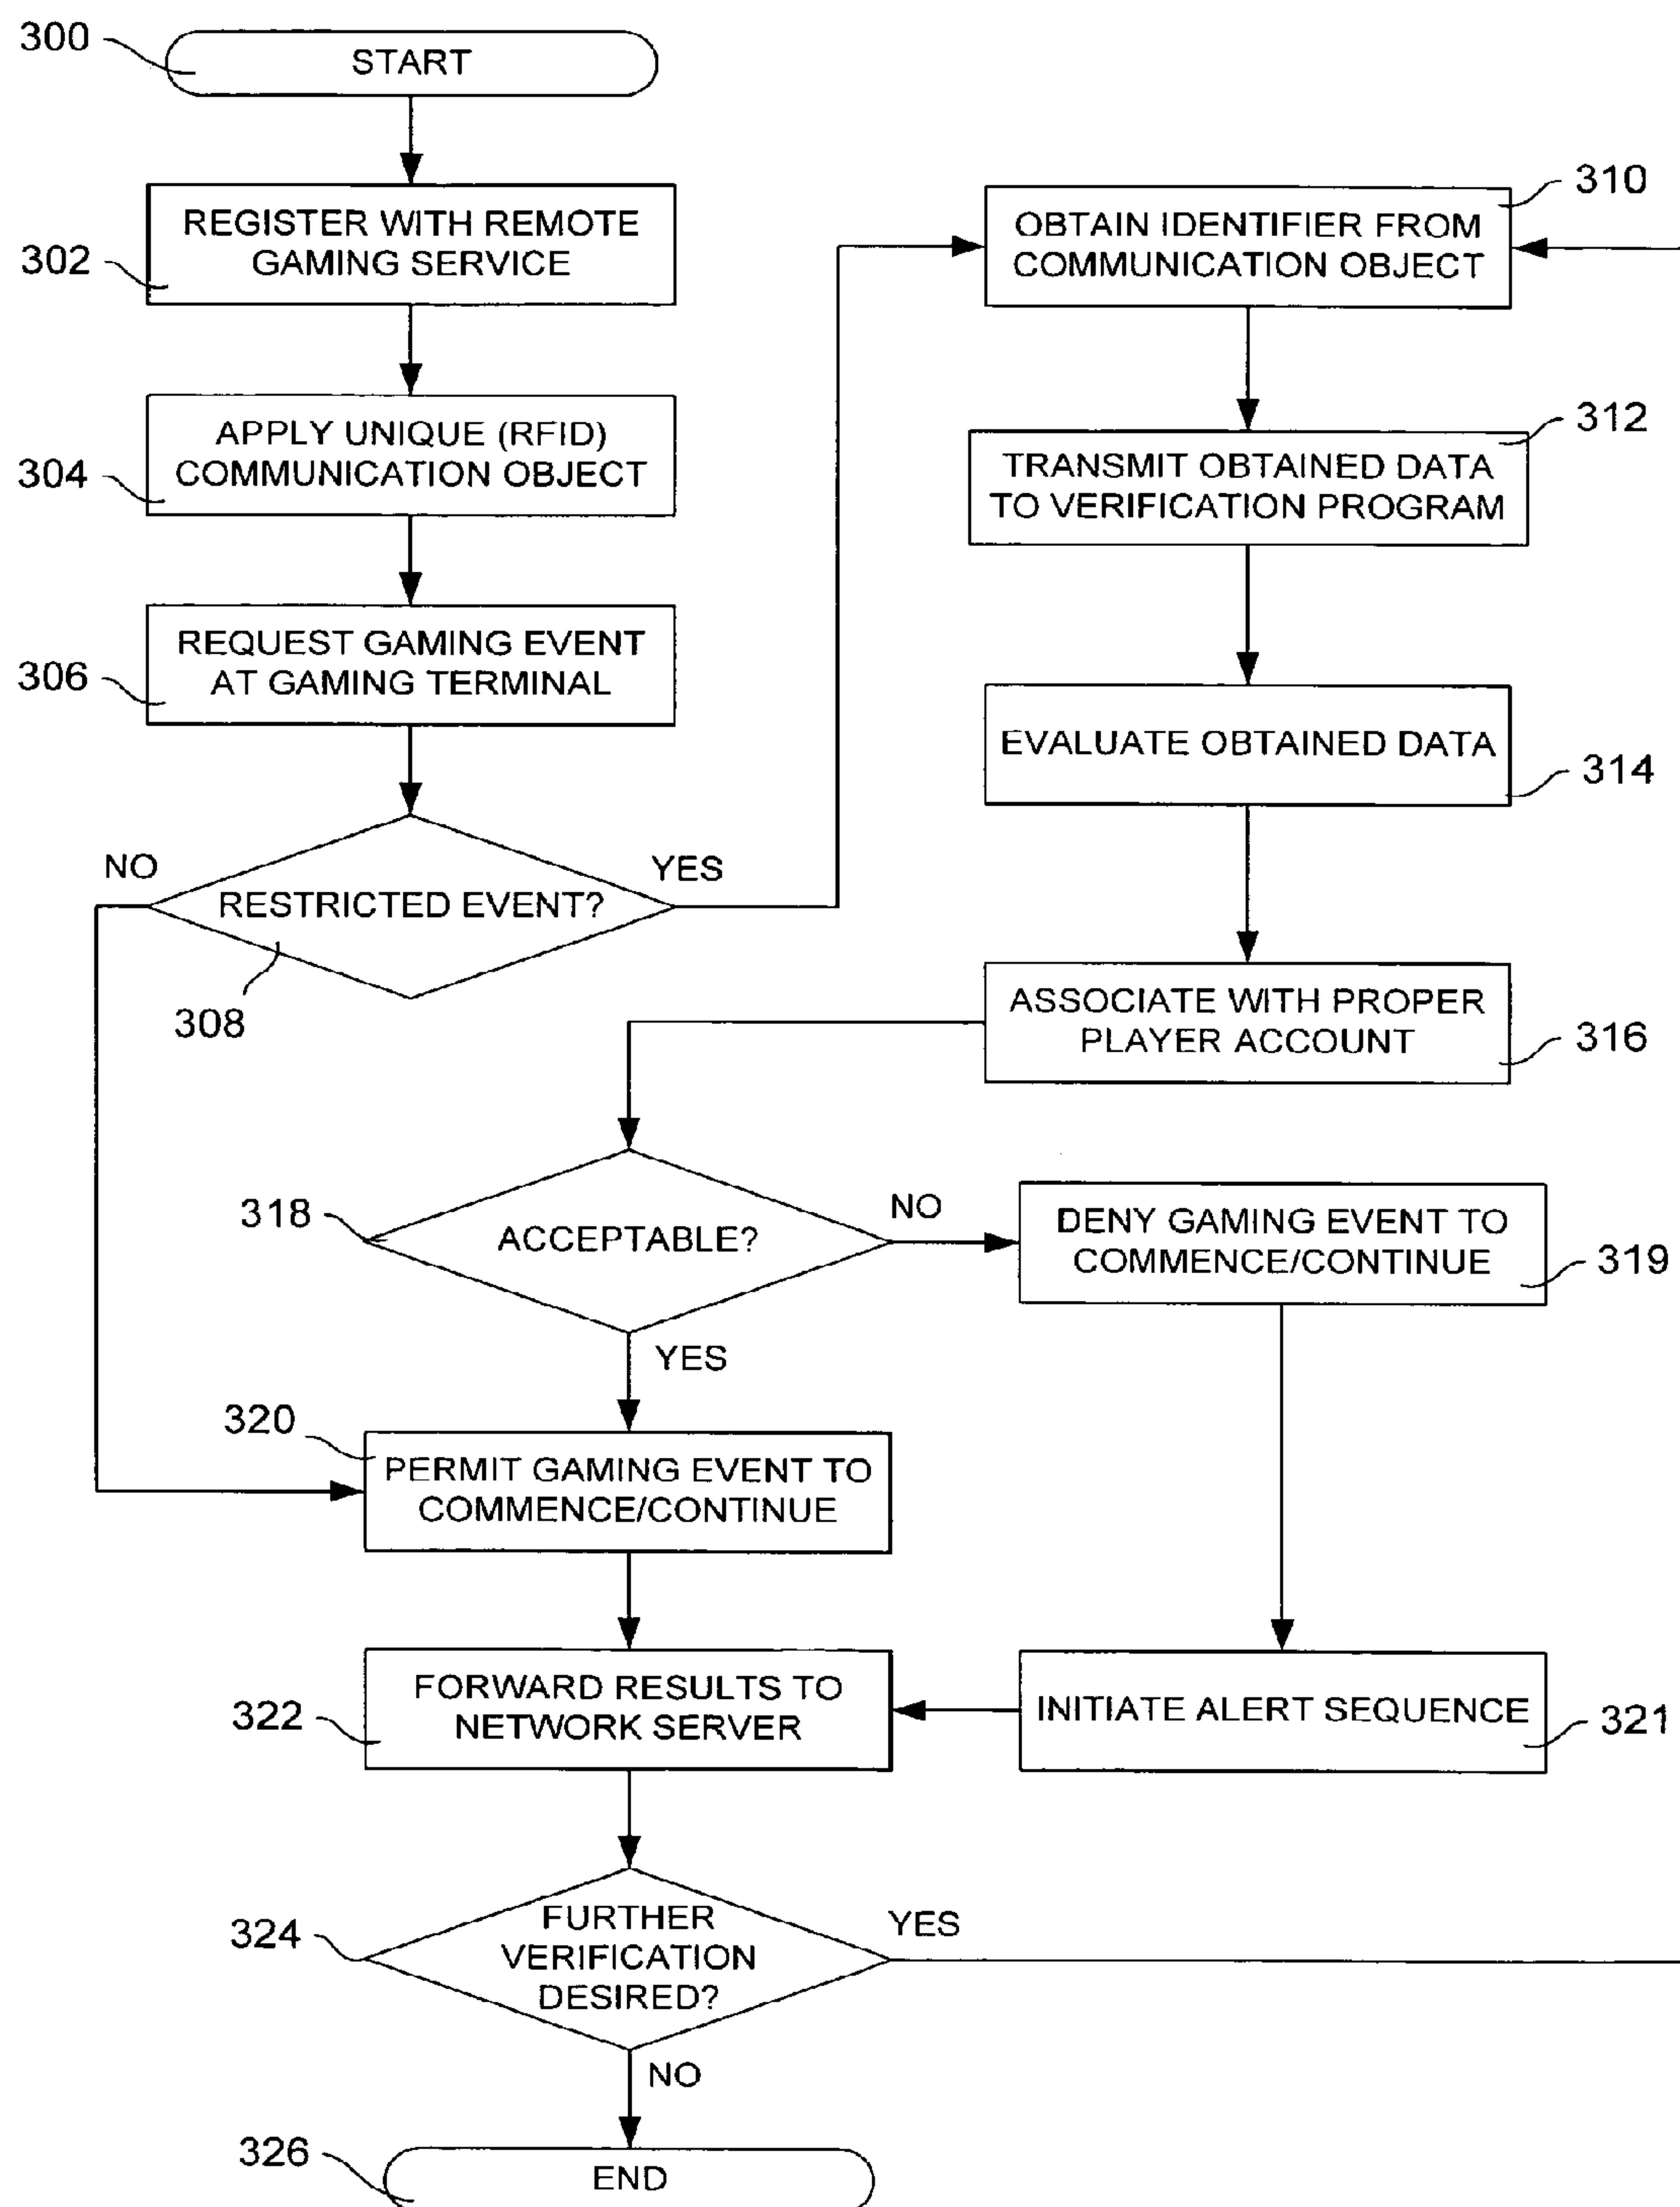 300
START
REGISTER WITH REMOTE
GAMING SERVICE
302
APPLY UNIQUE (RFID)
COMMUNICATION OBJECT
304
REQUEST GAMING EVENT
AT GAMING TERMINAL
306
NO
YES
RESTRICTED EVENT?
308
310
OBTAIN IDENTIFIER FROM
COMMUNICATION OBJECT
312
TRANSMIT OBTAINED DATA
TO VERIFICATION PROGRAM
EVALUATE OBTAINED DATA
314
ASSOCIATE WITH PROPER
PLAYER ACCOUNT
316
318
ACCEPTABLE?
NO
YES
DENY GAMING EVENT TO
COMMENCE/CONTINUE
319
320
PERMIT GAMING EVENT TO
COMMENCE/CONTINUE
FORWARD RESULTS TO
NETWORK SERVER
322
INITIATE ALERT SEQUENCE
321
324
FURTHER
VERIFICATION
DESIRED?
YES
NO
326
END